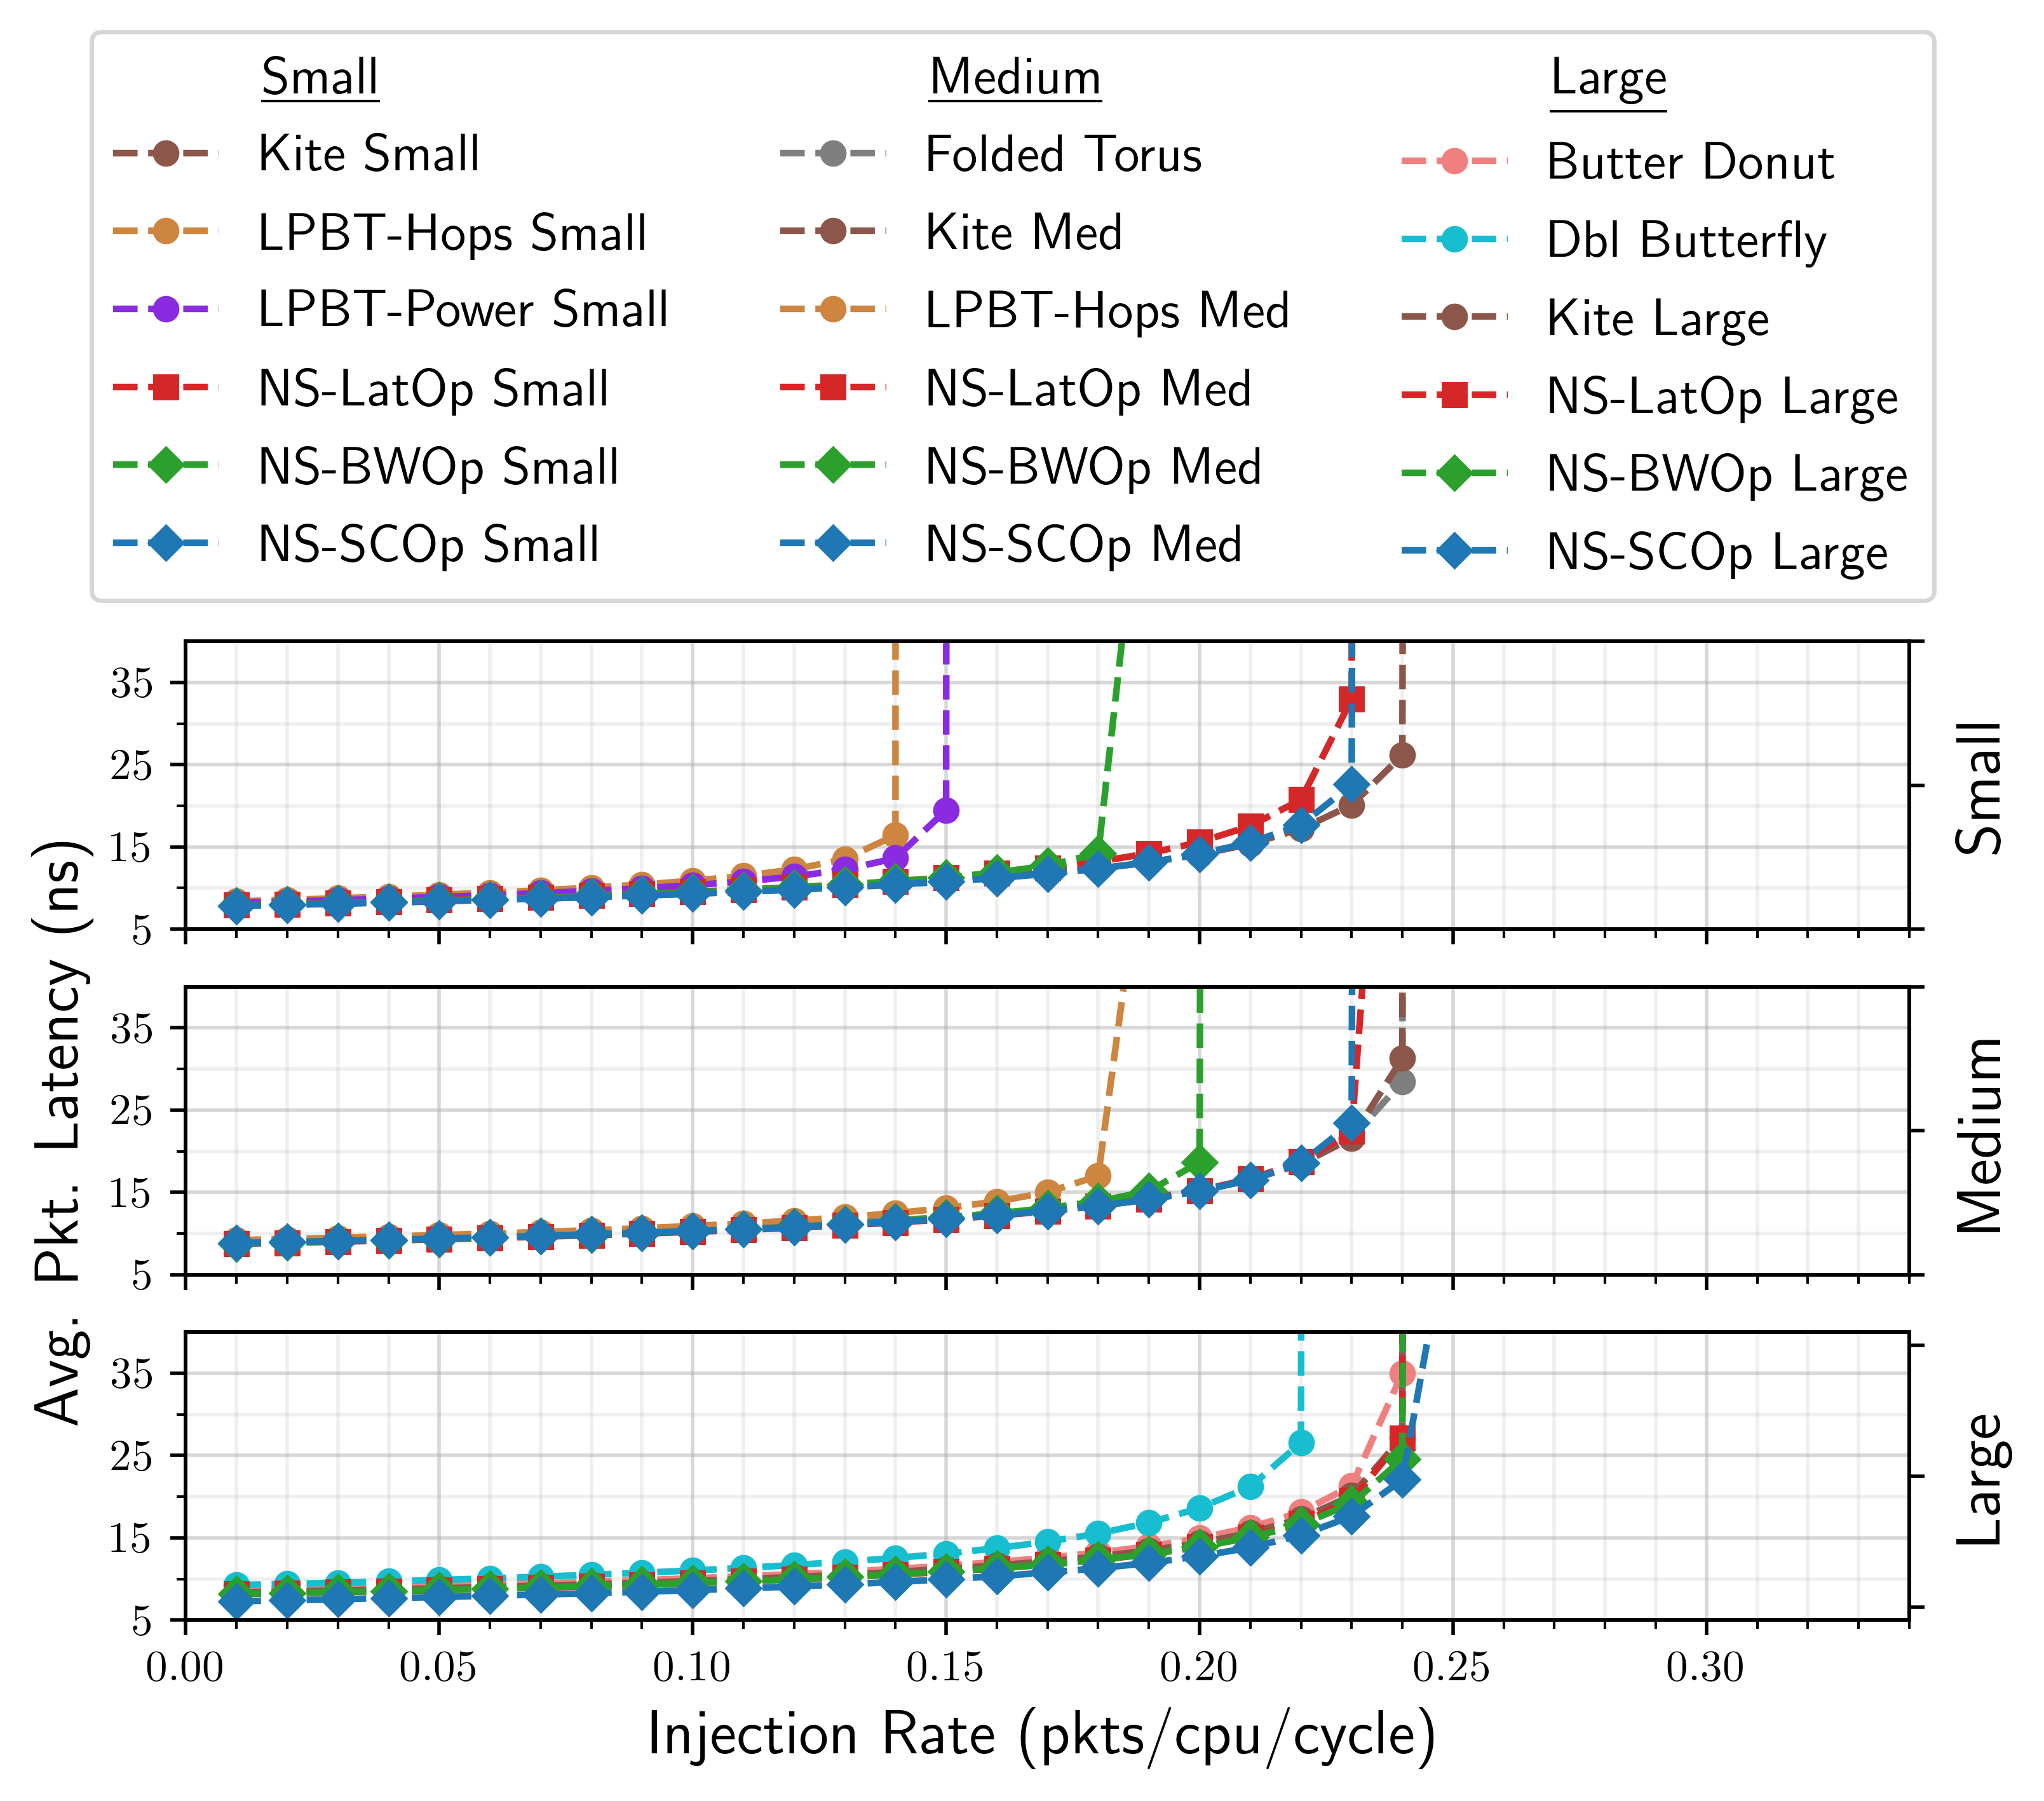 Small
Kite Small
LPBT-Hops Small
LPBT-Power Small
NS-LatOp Small
NS-BWOp Small
NS-SCOp Small
Medium
Folded Torus
Kite Med
LPBT-Hops Med
NS-LatOp Med
NS-BWOp Med
NS-SCOp Med
Large
Butter Donut
Dbl Butterfly
Kite Large
NS-LatOp Large
NS-BWOp Large
NS-SCOp Large
Avg. Pkt. Latency (ns)
35
25
15
5
Small
35
25
15
5
Medium
35
25
15
5
Large
0.00 0.05 0.10 0.15 0.20 0.25 0.30
Injection Rate (pkts/cpu/cycle)